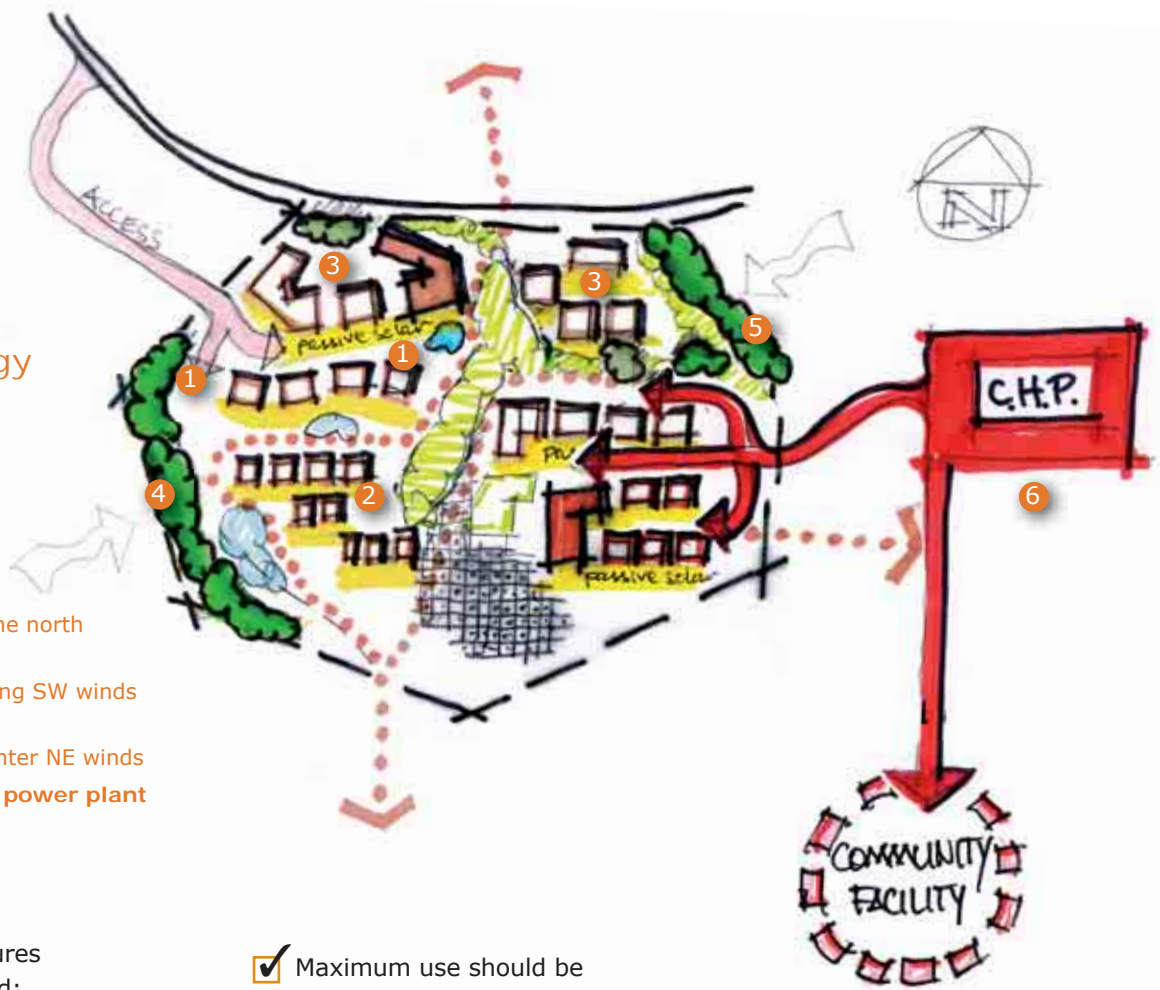 ACCESS
N
3
3
5
gy
passive solar
1
1
C.H.P.
6
pa
4
2
passive solar
he north
ng SW winds
nter NE winds
power plant
COMMUNITY
FACILITY
ures
d:
Maximum use should be